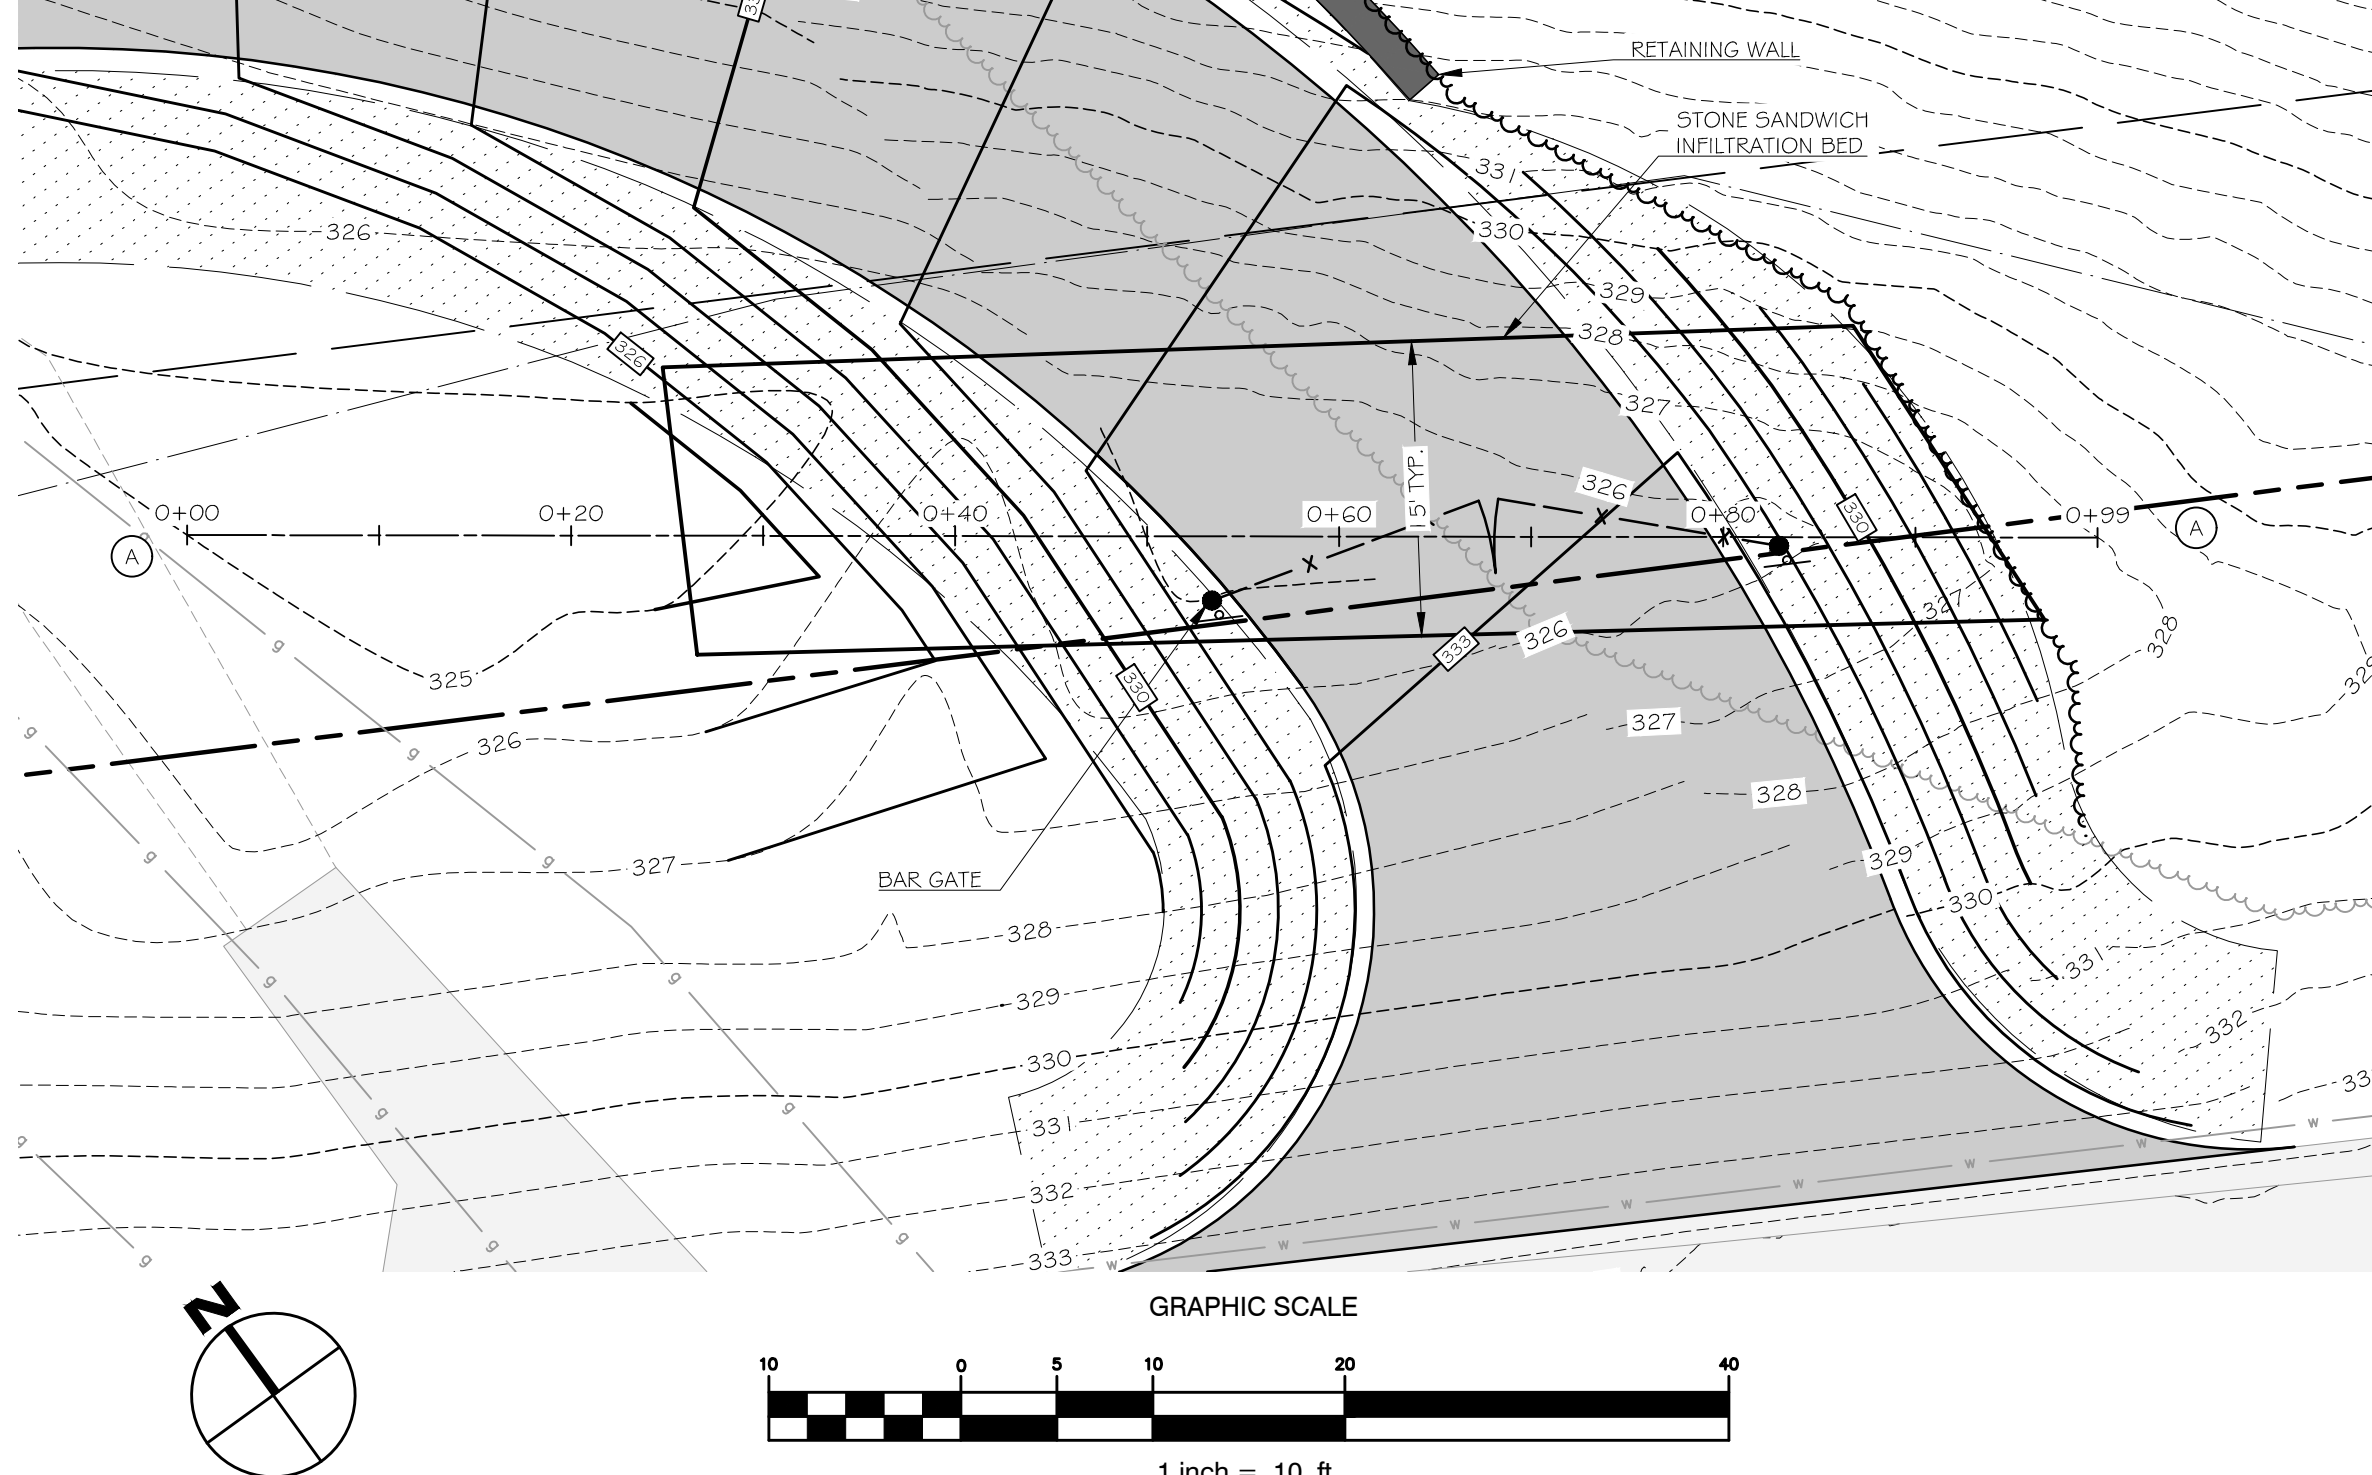 RETAINING WALL
STONE SANDWICH
INFILTRATION BED
331
326
330
329
326
328
327
0+00
0+20
0+40
0+60
326
0+80
330
0+99
A
A
15' TYP.
327
326
328
333
325
330
327
326
328
329
327
BAR GATE
330
328
331
329
332
330
331
332
333
g
g
g
g
g
g
g
g
g
g
g
g
g
w
w
w
w
w
w
w
w
N
GRAPHIC SCALE
10 0 5 10 20 40
1 inch = 10 ft